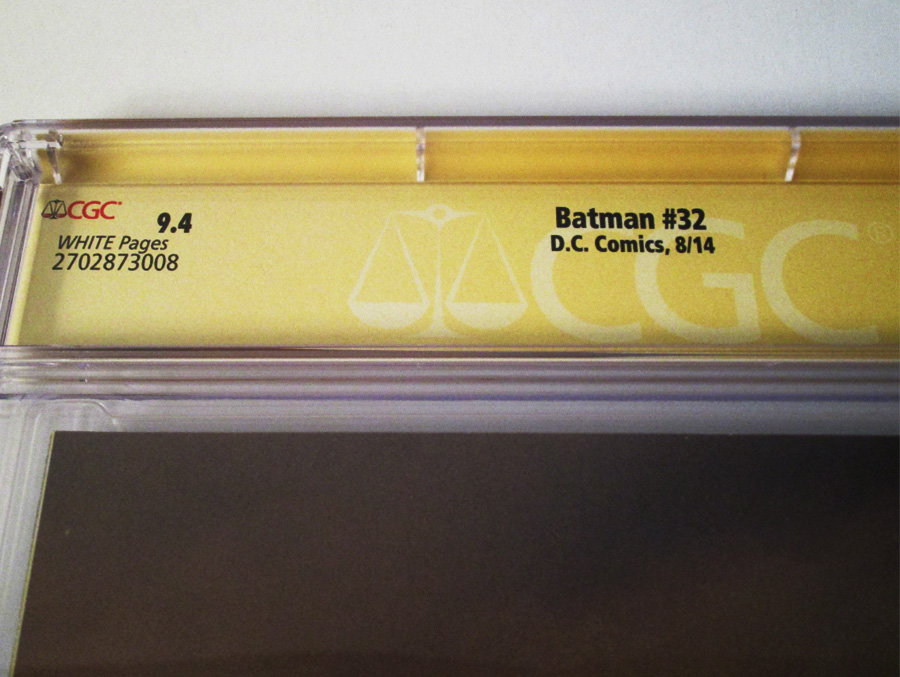 CGC®
9.4
WHITE Pages
2702873008
Batman #32
D.C. Comics, 8/14
CGC®